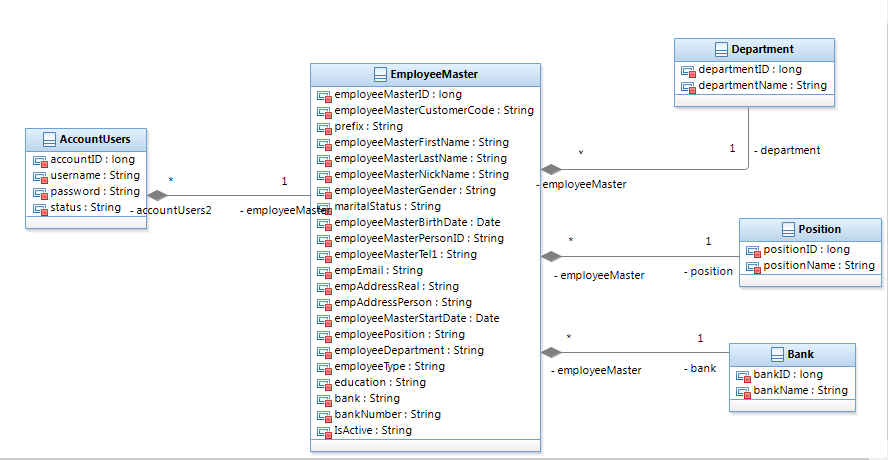 AccountUsers
accountID : long
username : String
password : String
status : String
*
1
- accountUsers2
- employeeMaster
EmployeeMaster
employeeMasterID : long
employeeMasterCustomerCode : String
prefix : String
employeeMasterFirstName : String
employeeMasterLastName : String
employeeMasterNickName : String
employeeMasterGender : String
maritalStatus : String
employeeMasterBirthDate : Date
employeeMasterPersonID : String
employeeMasterTel1 : String
empEmail : String
empAddressReal : String
empAddressPerson : String
employeeMasterStartDate : Date
employeePosition : String
employeeDepartment : String
employeeType : String
education : String
bank : String
bankNumber : String
IsActive : String
Department
departmentID : long
departmentName : String
*
1
- department
- employeeMaster
Position
positionID : long
positionName : String
*
1
- employeeMaster
- position
Bank
bankID : long
bankName : String
*
1
- employeeMaster
- bank